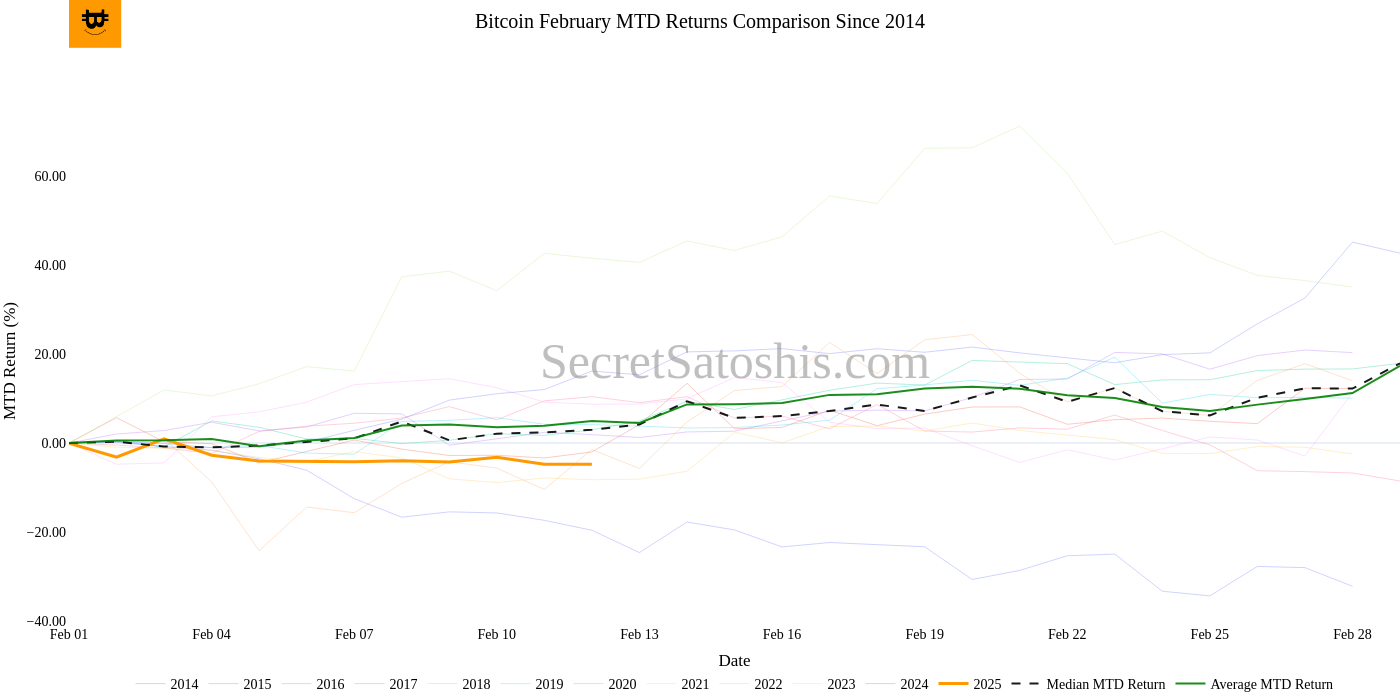 Bitcoin February MTD Returns Comparison Since 2014
60.00
40.00
20.00
0.00
−20.00
−40.00
MTD Return (%)
SecretSatoshis.com
Feb 01 Feb 04 Feb 07 Feb 10 Feb 13 Feb 16 Feb 19 Feb 22 Feb 25 Feb 28
Date
2014 2015 2016 2017 2018 2019 2020 2021 2022 2023 2024 2025 Median MTD Return Average MTD Return